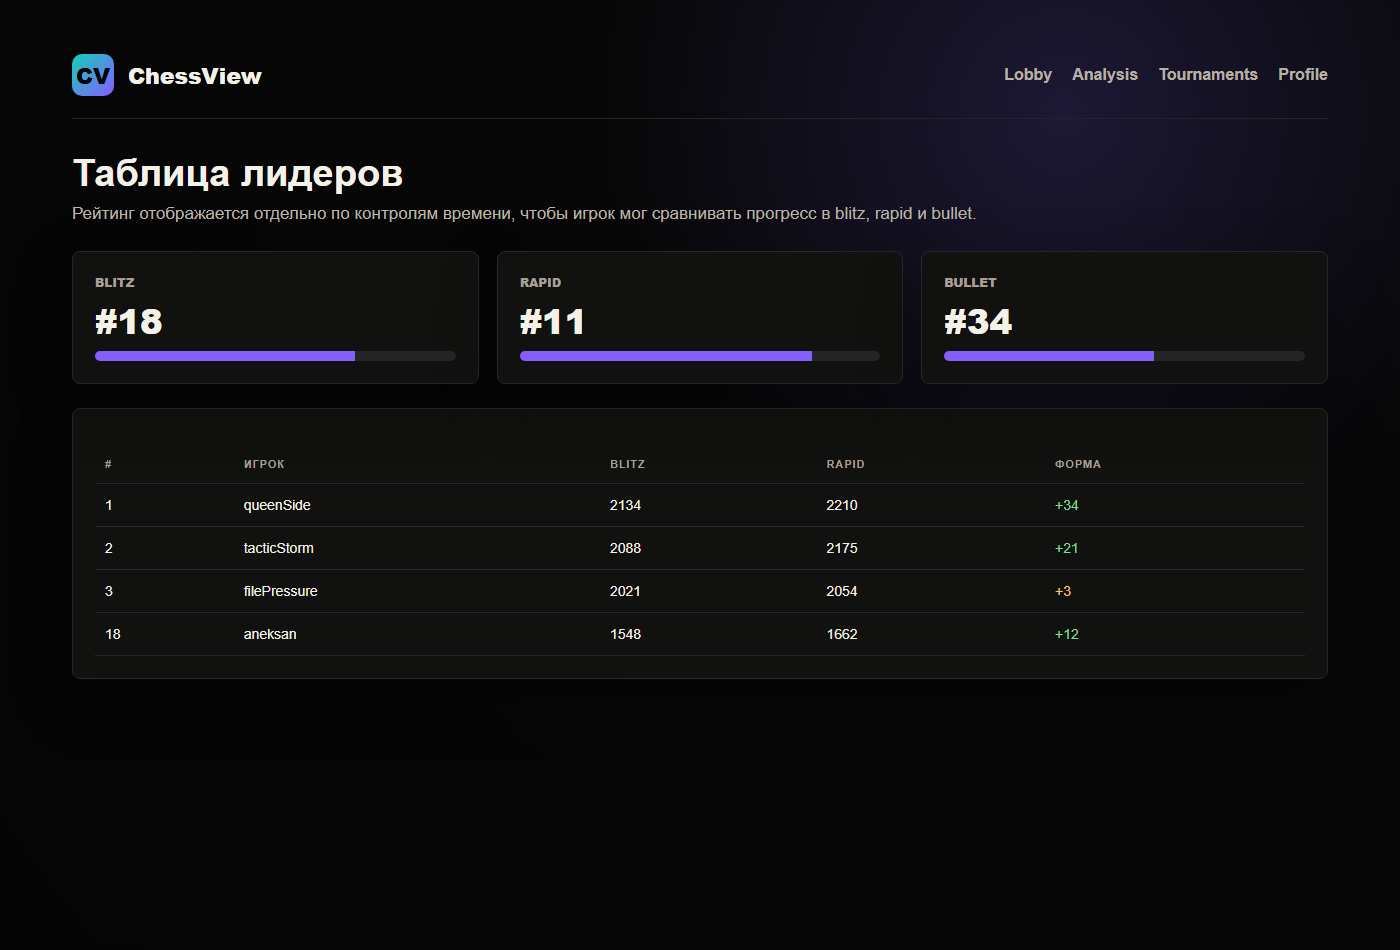 CV ChessView Lobby Analysis Tournaments Profile
Таблица лидеров
Рейтинг отображается отдельно по контролям времени, чтобы игрок мог сравнивать прогресс в blitz, rapid и bullet.
BLITZ
#18
RAPID
#11
BULLET
#34
# ИГРОК BLITZ RAPID ФОРМА
1 queenSide 2134 2210 +34
2 tacticStorm 2088 2175 +21
3 filePressure 2021 2054 +3
18 aneksan 1548 1662 +12